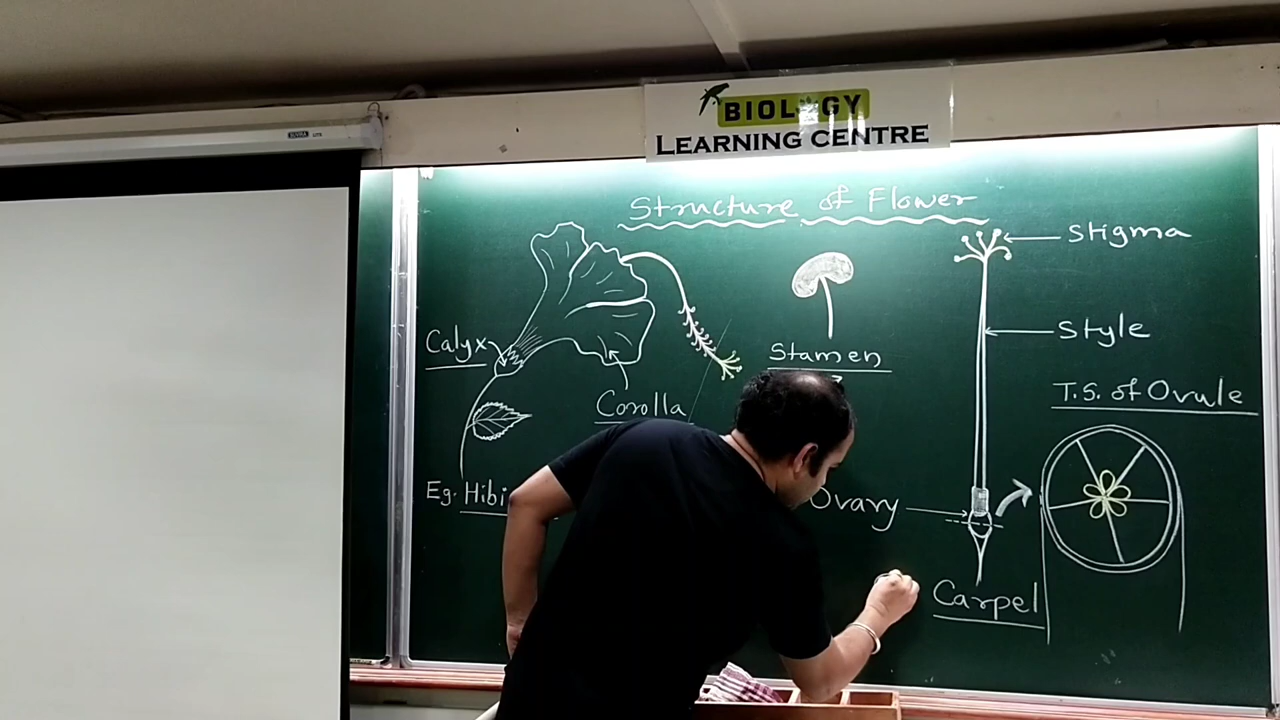 BIOLOGY
LEARNING CENTRE
Structure of Flower
Stigma
Calyx
Stamen
Style
Corolla
T.S. of Ovule
Eg. Hibi
Ovary
Carpel